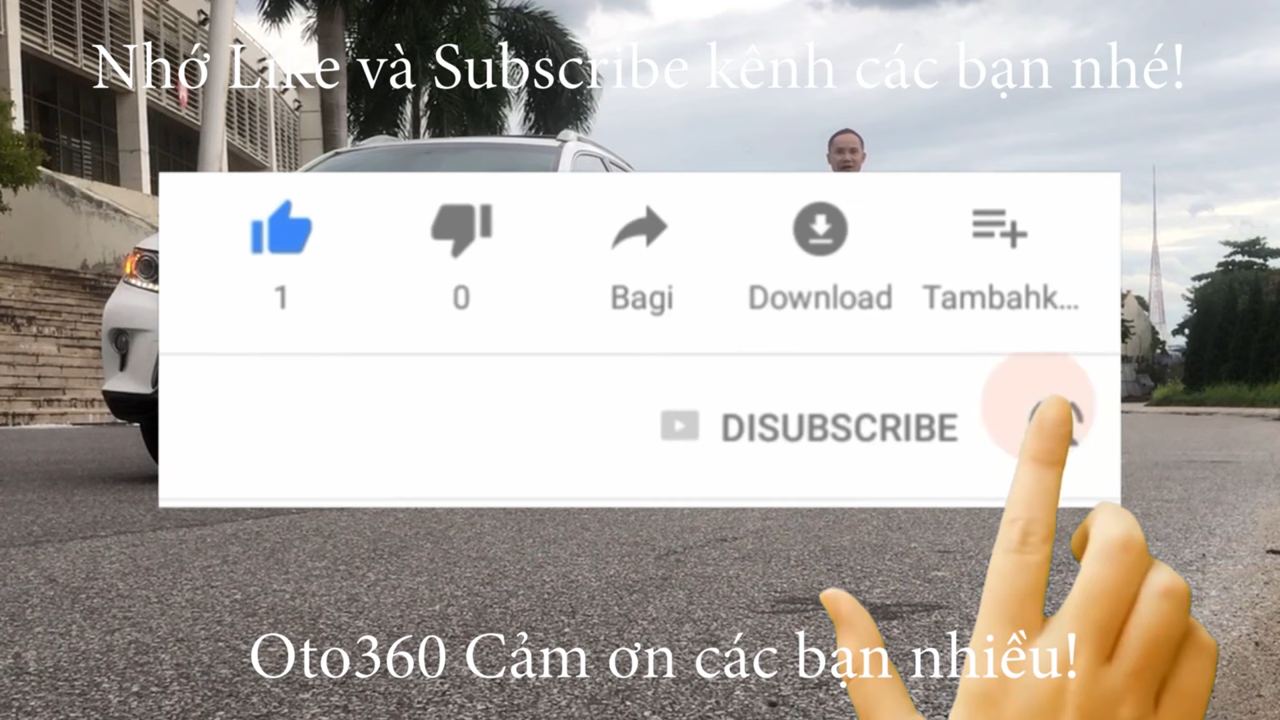 Nhớ Like và Subscribe kênh các bạn nhé!
1 0 Bagi Download Tambahk...
DISUBSCRIBE
Oto360 Cảm ơn các bạn nhiều!